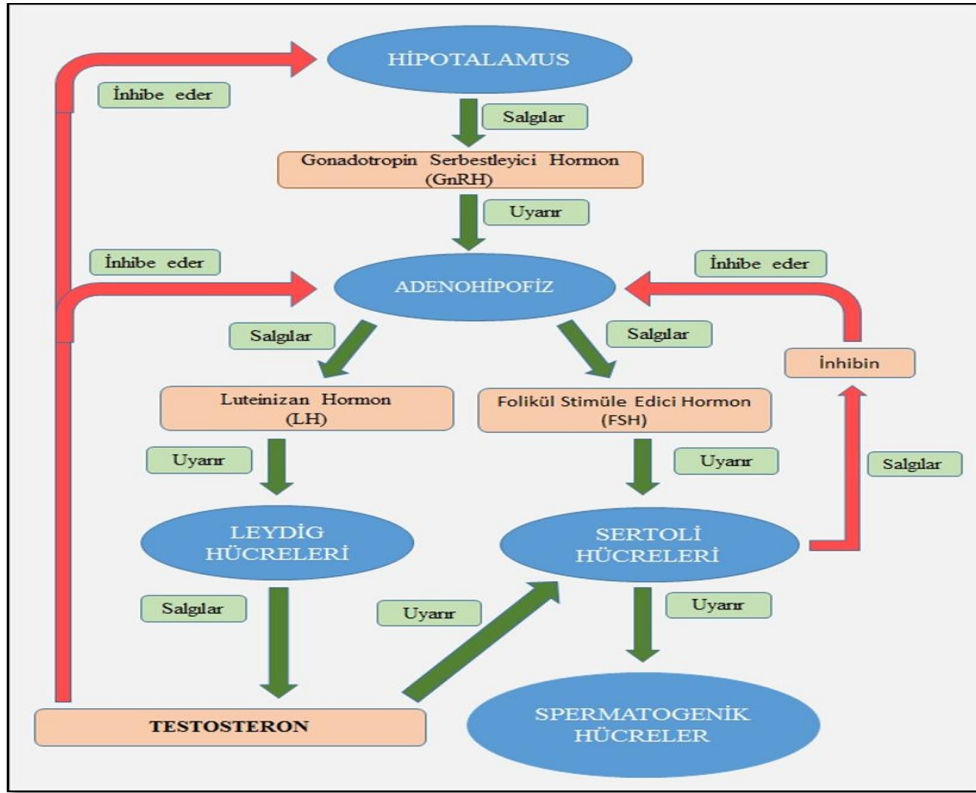 HİPOTALAMUS
İnhibe eder
Salgılar
Gonadotropin Serbestleyici Hormon
(GnRH)
Uyarır
İnhibe eder
İnhibe eder
ADENOHİPOFİZ
Salgılar
Salgılar
İnhibin
Luteinizan Hormon
(LH)
Folikül Stimüle Edici Hormon
(FSH)
Uyarır
Uyarır
Salgılar
LEYDİG
HÜCRELERİ
SERTOLİ
HÜCRELERİ
Salgılar
Uyarır
Uyarır
TESTOSTERON
SPERMATOGENİK
HÜCRELER